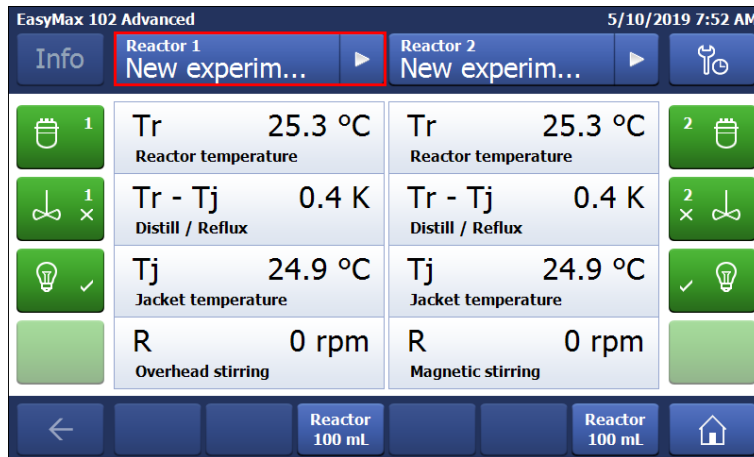 EasyMax 102 Advanced 5/10/2019 7:52 AM
Info
Reactor 1
New experim...
Reactor 2
New experim...
1
Tr 25.3 °C
Reactor temperature
Tr 25.3 °C
Reactor temperature
2
1
Tr - Tj 0.4 K
Distill / Reflux
Tr - Tj 0.4 K
Distill / Reflux
2
Tj 24.9 °C
Jacket temperature
Tj 24.9 °C
Jacket temperature
R 0 rpm
Overhead stirring
R 0 rpm
Magnetic stirring
Reactor
100 mL
Reactor
100 mL